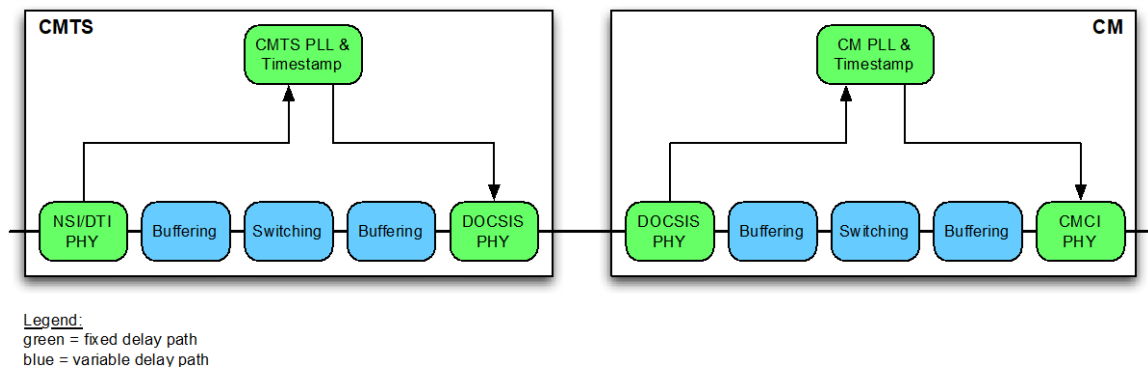 CMTS
CM
CMTS PLL &
Timestamp
CM PLL &
Timestamp
NSI/DTI
PHY
Buffering
Switching
Buffering
DOCSIS
PHY
DOCSIS
PHY
Buffering
Switching
Buffering
CMCI
PHY
Legend:
green = fixed delay path
blue = variable delay path